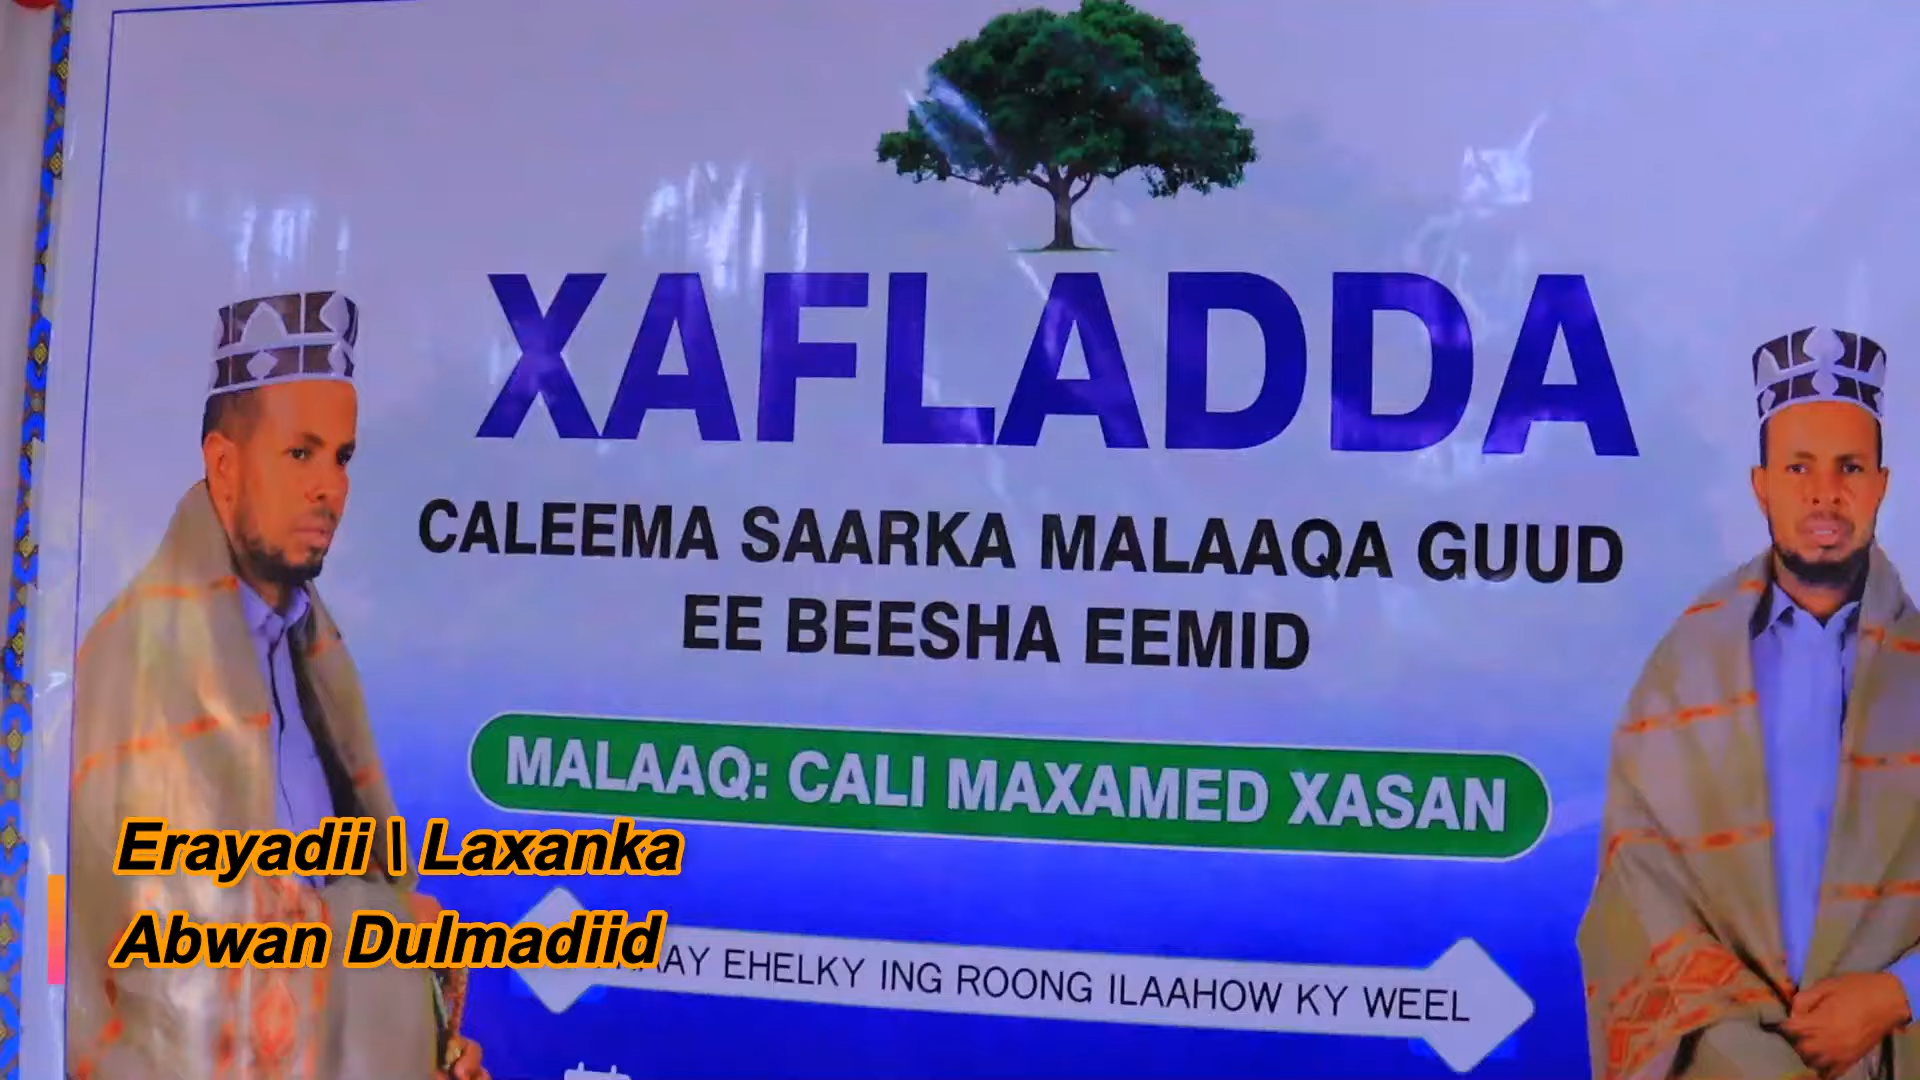 XAFLADDA
CALEEMA SAARKA MALAAQA GUUD
EE BEESHA EEMID
MALAAQ: CALI MAXAMED XASAN
Erayadii \ Laxanka
Abwan Dulmadiid
EHELKY ING ROONG ILAAHOW KY WEEL